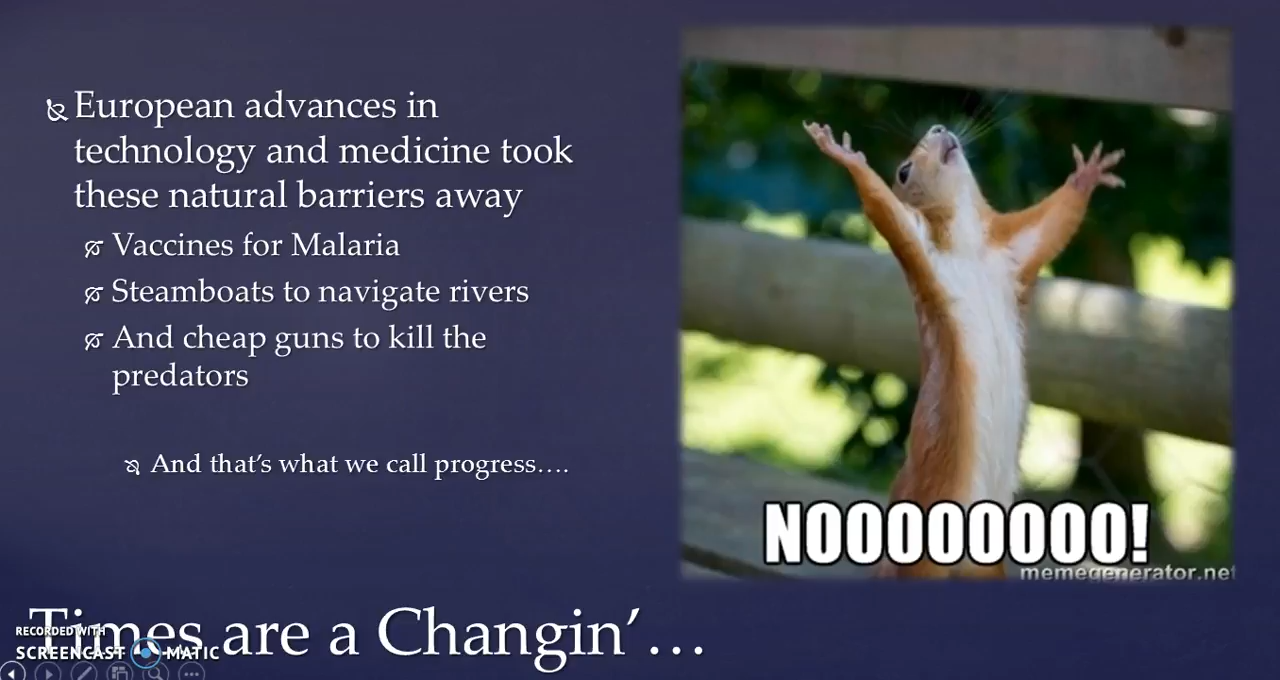 European advances in
technology and medicine took
these natural barriers away
Vaccines for Malaria
Steamboats to navigate rivers
And cheap guns to kill the
predators
And that's what we call progress….
NOOOOOOOO!
memegenerator.net
Times are a Changin'…
RECORDED WITH
SCREENCAST MATIC